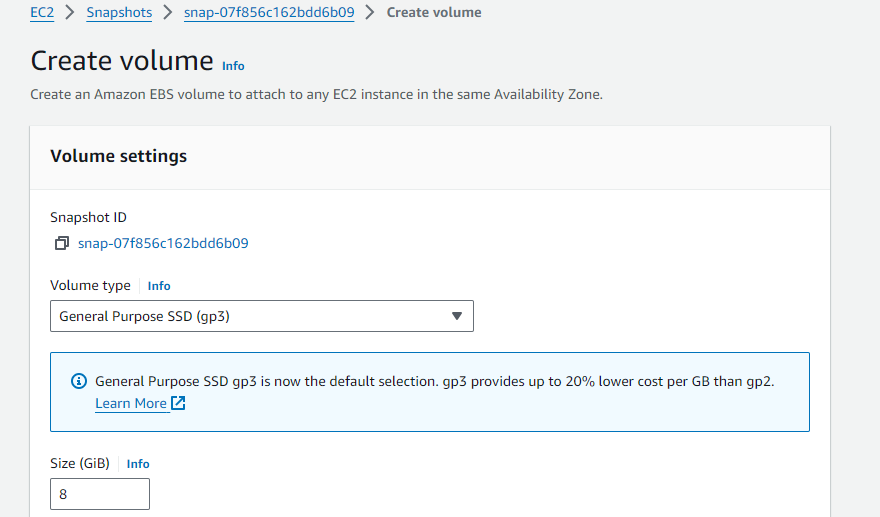 EC2 > Snapshots > snap-07f856c162bdd6b09 > Create volume
Create volume Info
Create an Amazon EBS volume to attach to any EC2 instance in the same Availability Zone.
Volume settings
Snapshot ID
snap-07f856c162bdd6b09
Volume type Info
General Purpose SSD (gp3)
General Purpose SSD gp3 is now the default selection. gp3 provides up to 20% lower cost per GB than gp2.
Learn More
Size (GiB) Info
8